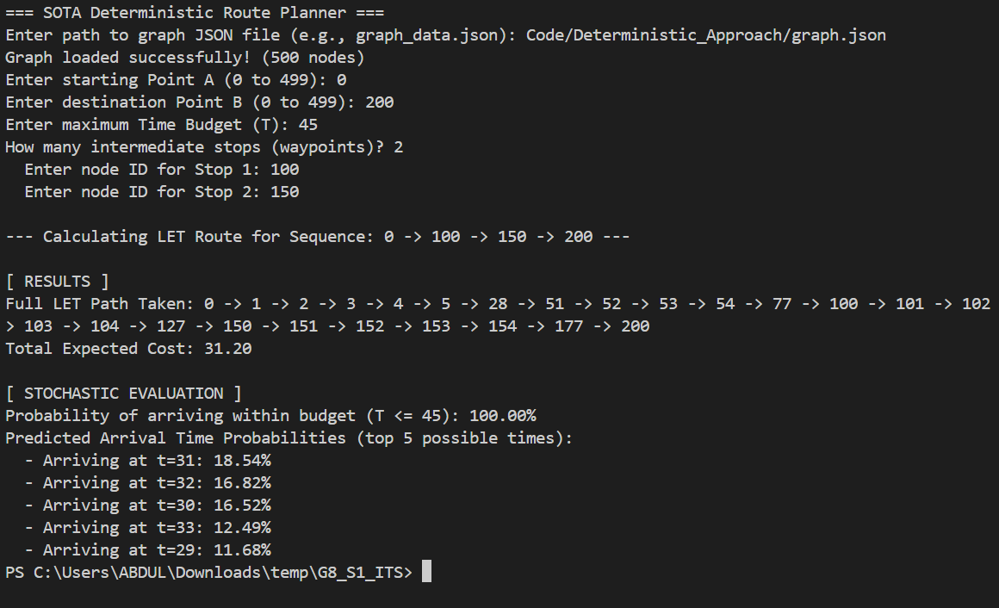 === SOTA Deterministic Route Planner ===
Enter path to graph JSON file (e.g., graph_data.json): Code/Deterministic_Approach/graph.json
Graph loaded successfully! (500 nodes)
Enter starting Point A (0 to 499): 0
Enter destination Point B (0 to 499): 200
Enter maximum Time Budget (T): 45
How many intermediate stops (waypoints)? 2
  Enter node ID for Stop 1: 100
  Enter node ID for Stop 2: 150

--- Calculating LET Route for Sequence: 0 -> 100 -> 150 -> 200 ---

[ RESULTS ]
Full LET Path Taken: 0 -> 1 -> 2 -> 3 -> 4 -> 5 -> 28 -> 51 -> 52 -> 53 -> 54 -> 77 -> 100 -> 101 -> 102
> 103 -> 104 -> 127 -> 150 -> 151 -> 152 -> 153 -> 154 -> 177 -> 200
Total Expected Cost: 31.20

[ STOCHASTIC EVALUATION ]
Probability of arriving within budget (T <= 45): 100.00%
Predicted Arrival Time Probabilities (top 5 possible times):
  - Arriving at t=31: 18.54%
  - Arriving at t=32: 16.82%
  - Arriving at t=30: 16.52%
  - Arriving at t=33: 12.49%
  - Arriving at t=29: 11.68%
PS C:\Users\ABDUL\Downloads\temp\G8_S1_ITS>